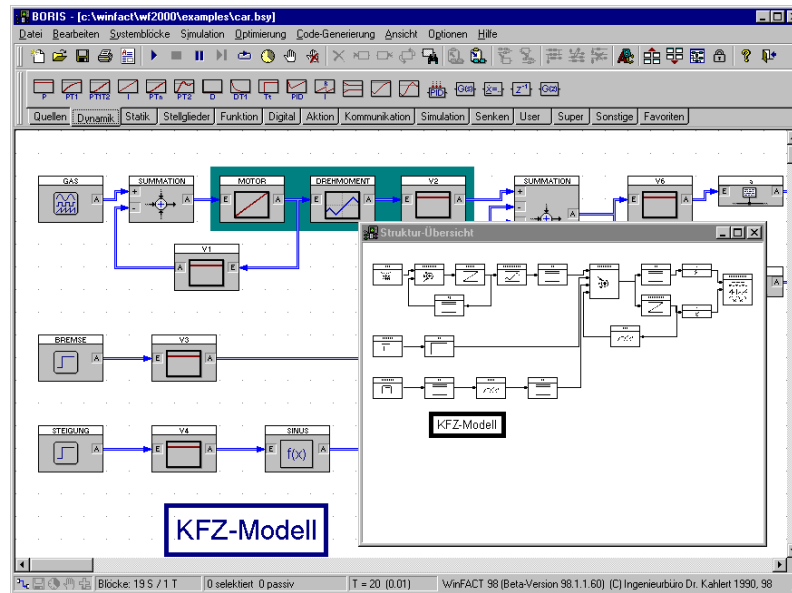 BORIS - [c:\winfact\wf2000\examples\car.bsy]
Datei Bearbeiten Systemblöcke Simulation Optimierung Code-Generierung Ansicht Optionen Hilfe
P PT1 PT1T2 I PTn PT2 D DT1 Tt PID I PID G(s) ẋ=.. z⁻¹ G(z)
Quellen Dynamik Statik Stellglieder Funktion Digital Aktion Kommunikation Simulation Senken User Super Sonstige Favoriten
GAS SUMMATION MOTOR DREHMOMENT V2 SUMMATION V6 a
A + - A E A E A E A + - A E A E
Struktur-Übersicht
V1
A E
A
BREMSE V3
A E A
STEIGUNG V4 SINUS
A E A E f(x) A
KFZ-Modell
KFZ-Modell
Blöcke: 19 S / 1 T 0 selektiert 0 passiv T = 20 (0.01) WinFACT 98 (Beta-Version 98.1.1.60) (C) Ingenieurbüro Dr. Kahlert 1990, 98